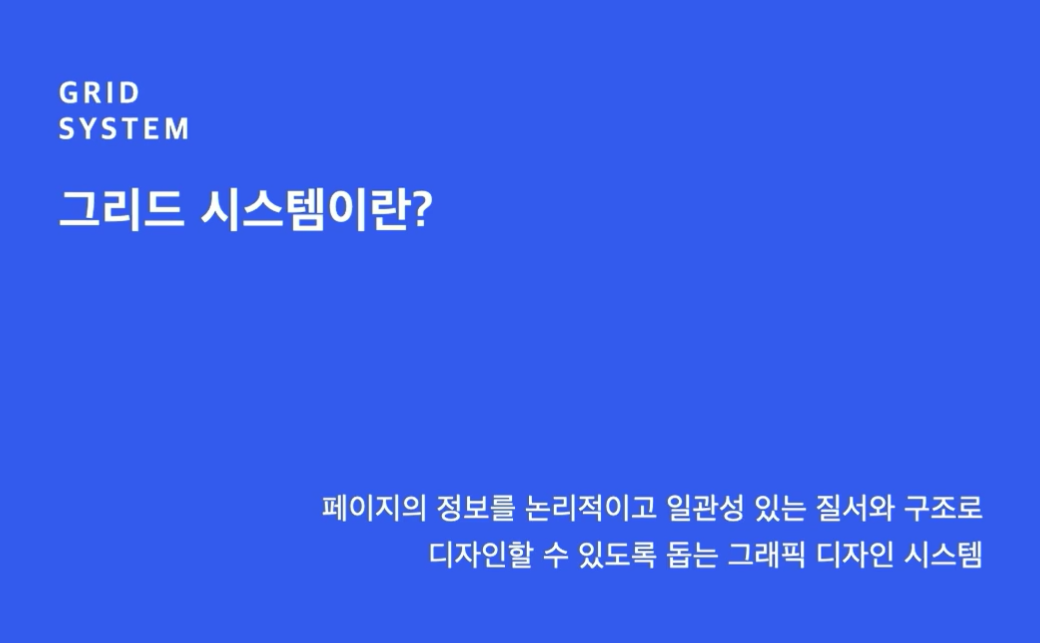 GRID
SYSTEM
그리드 시스템이란?
페이지의 정보를 논리적이고 일관성 있는 질서와 구조로
디자인할 수 있도록 돕는 그래픽 디자인 시스템